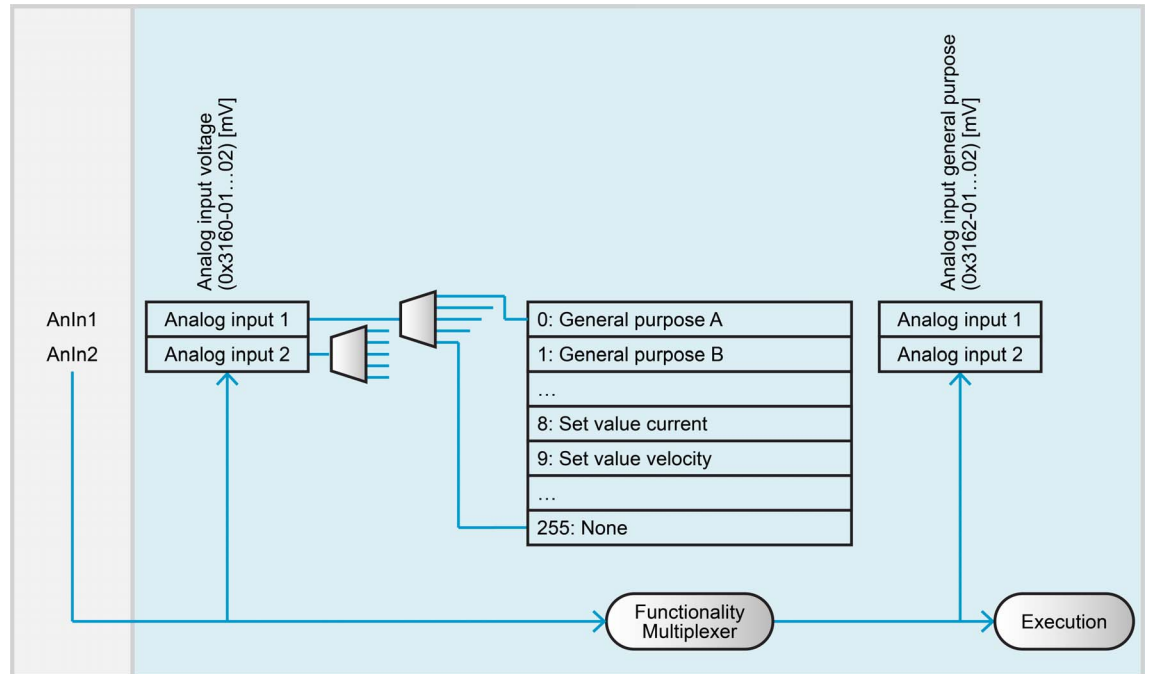 Analog input voltage
(0x3160-01…02) [mV]
Analog input general purpose
(0x3162-01…02) [mV]
AnIn1
AnIn2
Analog input 1
Analog input 2
0: General purpose A
1: General purpose B
…
8: Set value current
9: Set value velocity
…
255: None
Analog input 1
Analog input 2
Functionality
Multiplexer
Execution